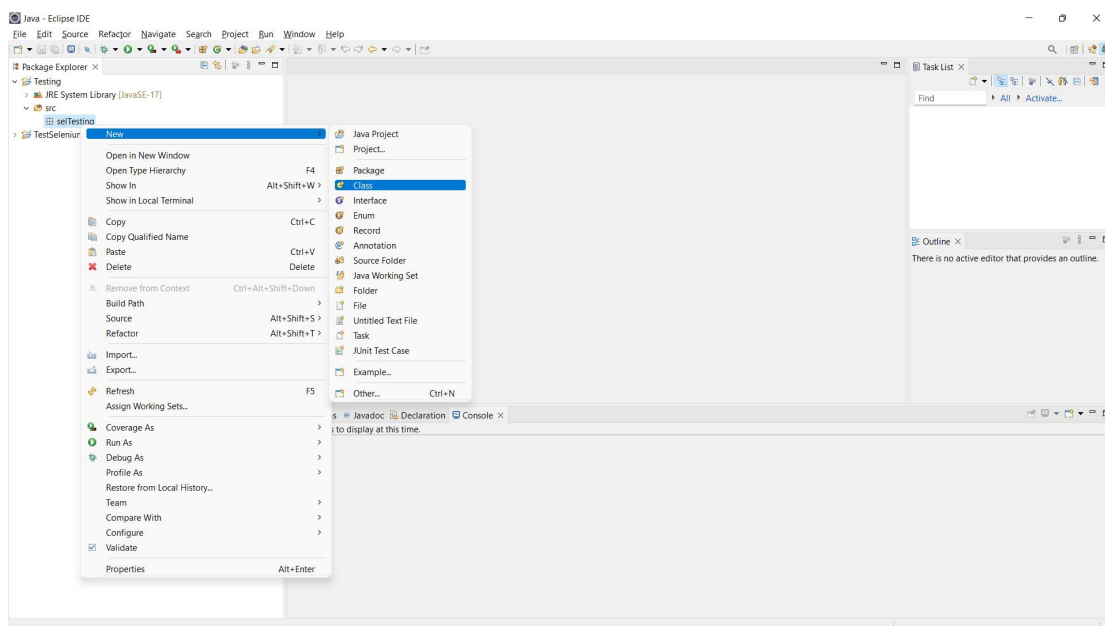 Java - Eclipse IDE
File Edit Source Refactor Navigate Search Project Run Window Help
Package Explorer
Testing
JRE System Library [JavaSE-17]
src
selTesting
TestSeleniur
New
Open in New Window
Open Type Hierarchy F4
Show In Alt+Shift+W >
Show in Local Terminal >
Copy Ctrl+C
Copy Qualified Name
Paste Ctrl+V
Delete Delete
Remove from Context Ctrl+Alt+Shift+Down
Build Path >
Source Alt+Shift+S >
Refactor Alt+Shift+T >
Import...
Export...
Refresh F5
Assign Working Sets...
Coverage As >
Run As >
Debug As >
Profile As >
Restore from Local History...
Team >
Compare With >
Configure >
Validate
Properties Alt+Enter
Java Project
Project...
Package
Class
Interface
Enum
Record
Annotation
Source Folder
Java Working Set
Folder
File
Untitled Text File
Task
JUnit Test Case
Example...
Other... Ctrl+N
s Javadoc Declaration Console
s to display at this time.
Task List
Find All Activate...
Outline
There is no active editor that provides an outline.